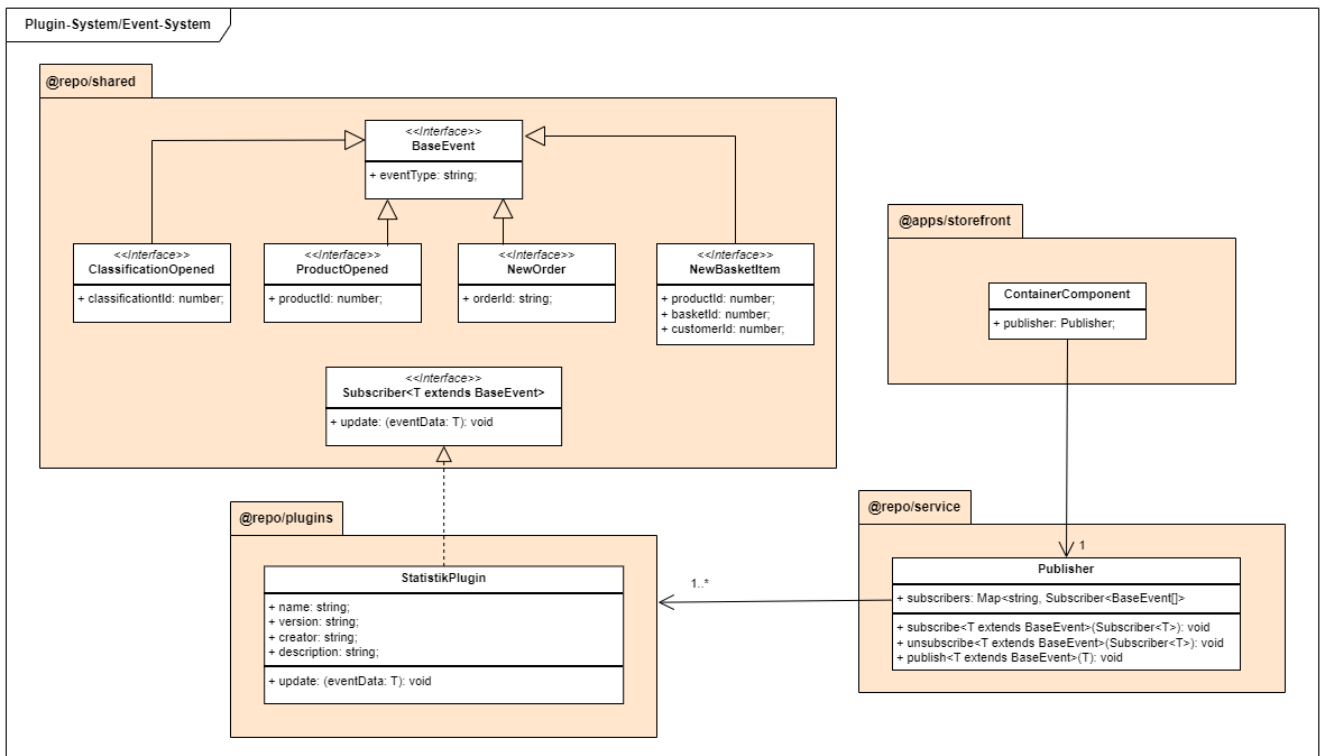 Plugin-System/Event-System
@repo/shared
<<Interface>>
BaseEvent
+ eventType: string;
<<Interface>>
ClassificationOpened
+ classificationtId: number;
<<Interface>>
ProductOpened
+ productId: number;
<<Interface>>
NewOrder
+ orderId: string;
<<Interface>>
NewBasketItem
+ productId: number;
+ basketId: number;
+ customerId: number;
<<Interface>>
Subscriber<T extends BaseEvent>
+ update: (eventData: T): void
@apps/storefront
ContainerComponent
+ publisher: Publisher;
@repo/plugins
StatistikPlugin
+ name: string;
+ version: string;
+ creator: string;
+ description: string;
+ update: (eventData: T): void
1..*
@repo/service
1
Publisher
+ subscribers: Map<string, Subscriber<BaseEvent[]>
+ subscribe<T extends BaseEvent>(Subscriber<T>): void
+ unsubscribe<T extends BaseEvent>(Subscriber<T>): void
+ publish<T extends BaseEvent>(T): void